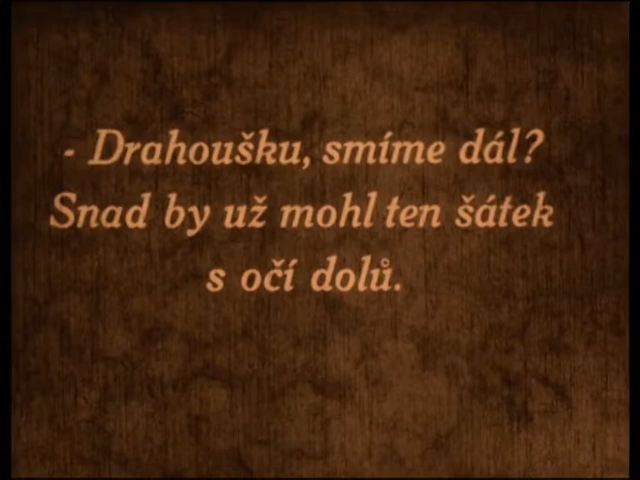 - Drahoušku, smíme dál?
Snad by už mohl ten šátek
s očí dolů.